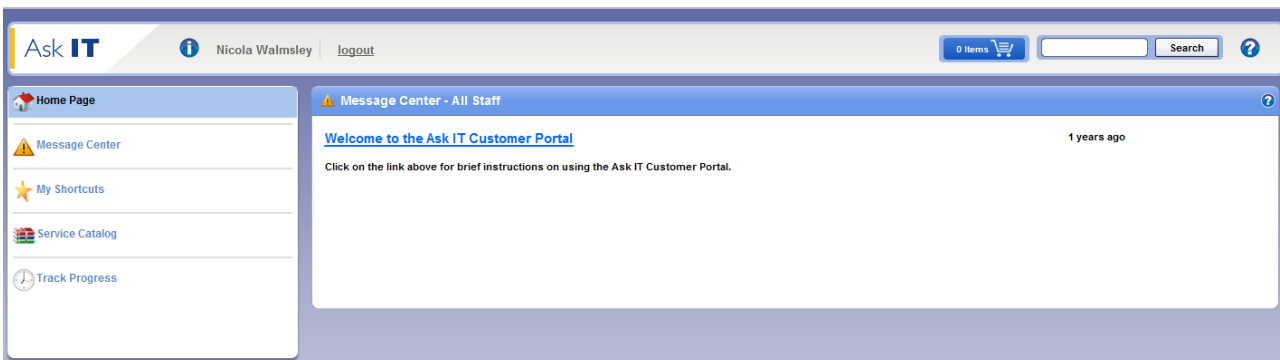 Ask IT
Nicola Walmsley
logout
0 Items
Search
Home Page
Message Center
My Shortcuts
Service Catalog
Track Progress
Message Center - All Staff
Welcome to the Ask IT Customer Portal
1 years ago
Click on the link above for brief instructions on using the Ask IT Customer Portal.